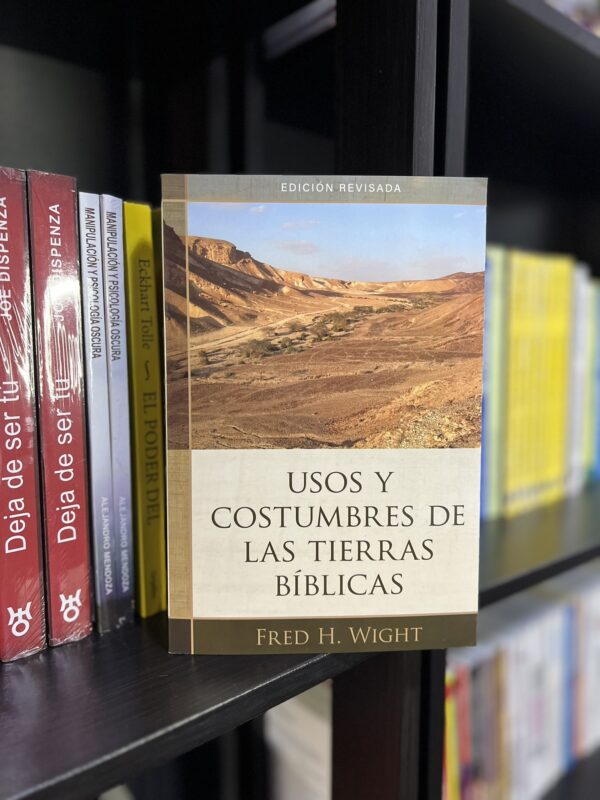 EDICIÓN REVISADA
USOS Y
COSTUMBRES DE
LAS TIERRAS
BÍBLICAS
FRED H. WIGHT
Deja de ser tú
JOE DISPENZA
Deja de ser tú
DISPENZA
MANIPULACIÓN Y PSICOLOGÍA OSCURA
MANIPULACIÓN Y PSICOLOGÍA OSCURA
ALEJANDRO MENDOZA
ALEJANDRO MENDOZA
Eckhart Tolle
EL PODER DEL